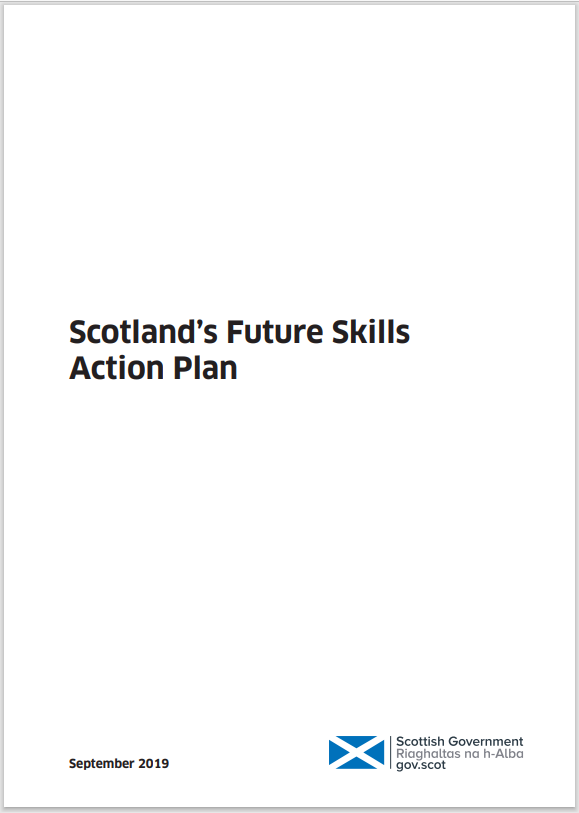 Scotland’s Future Skills
Action Plan
September 2019
Scottish Government
Riaghaltas na h-Alba
gov.scot